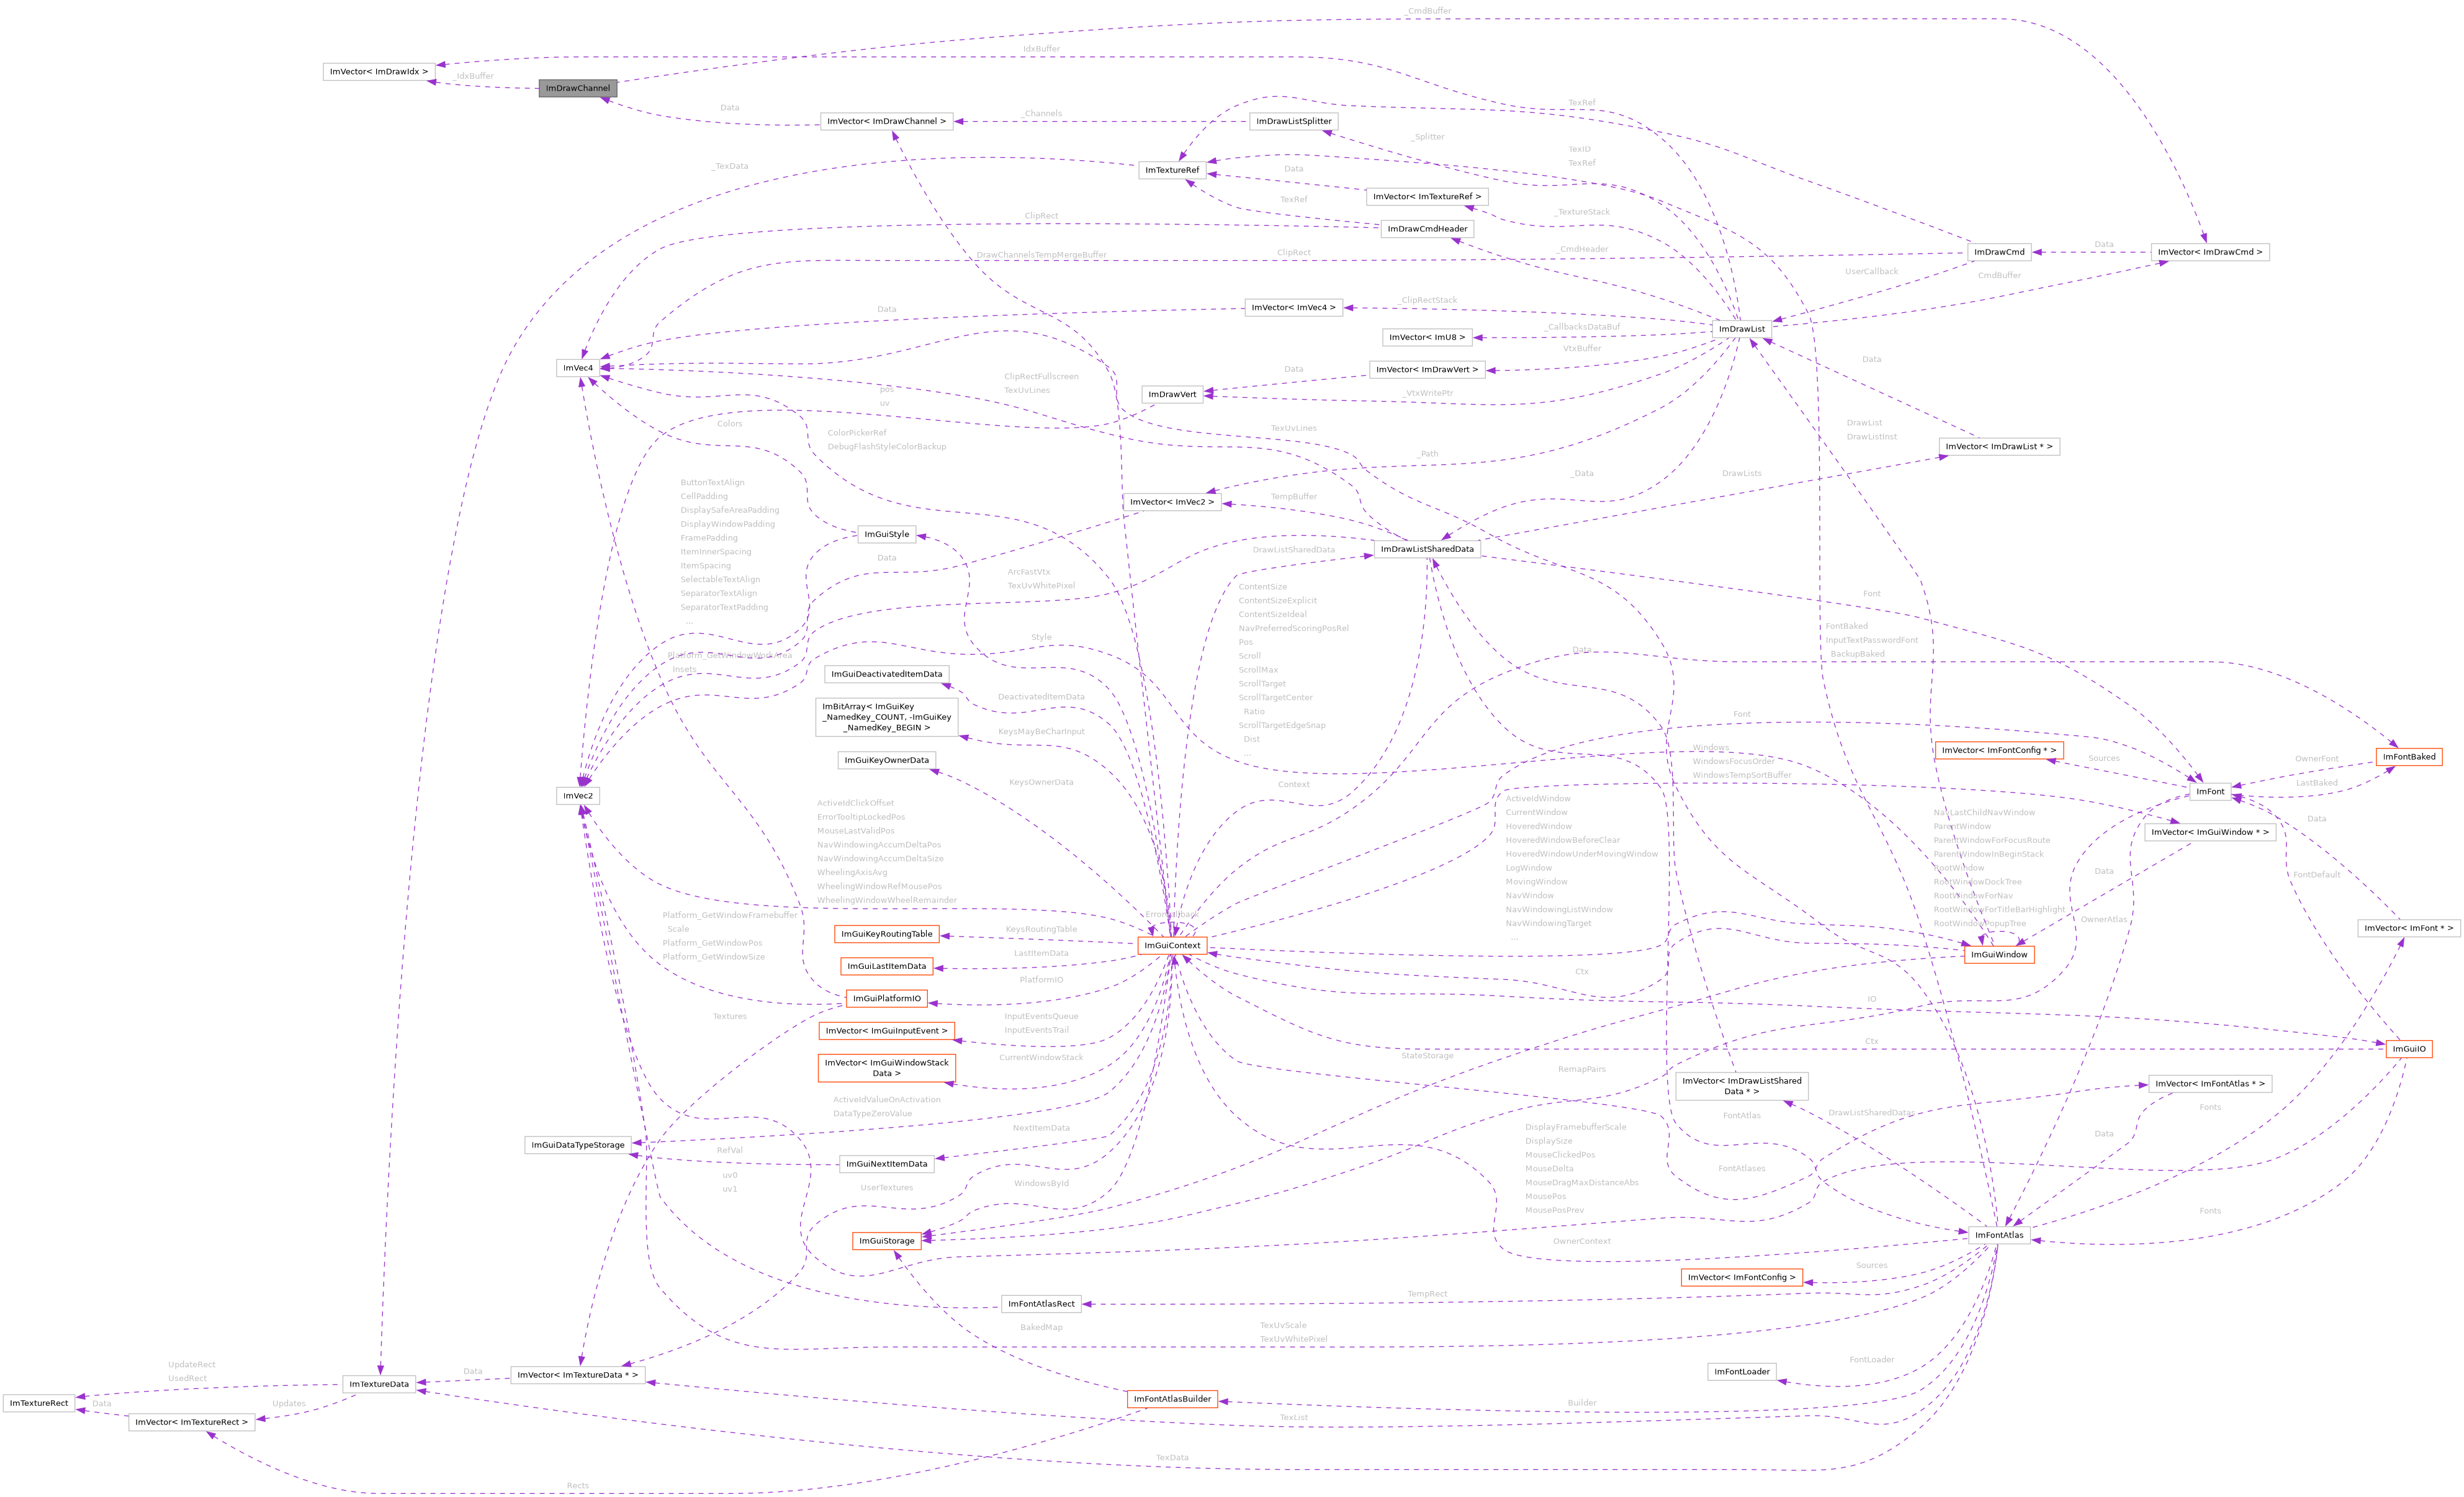 _CmdBuffer
IdxBuffer
ImVector< ImDrawIdx >
_IdxBuffer
ImDrawChannel
Data
ImVector< ImDrawChannel >
_Channels
ImDrawListSplitter
TexRef
_Splitter
_TexData
ImTextureRef
Data
TexID
TexRef
ImVector< ImTextureRef >
TexRef
_TextureStack
ClipRect
ImDrawCmdHeader
DrawChannelsTempMergeBuffer
ClipRect
_CmdHeader
ImDrawCmd
Data
ImVector< ImDrawCmd >
UserCallback
CmdBuffer
Data
ImVector< ImVec4 >
_ClipRectStack
ImVector< ImU8 >
_CallbacksDataBuf
ImDrawList
VtxBuffer
ImVec4
ClipRectFullscreen
TexUvLines
Data
ImVector< ImDrawVert >
Data
pos
uv
ImDrawVert
_VtxWritePtr
Colors
ColorPickerRef
DebugFlashStyleColorBackup
TexUvLines
DrawList
DrawListInst
ImVector< ImDrawList * >
_Path
_Data
DrawLists
ButtonTextAlign
CellPadding
DisplaySafeAreaPadding
DisplayWindowPadding
FramePadding
ItemInnerSpacing
ItemSpacing
SelectableTextAlign
SeparatorTextAlign
SeparatorTextPadding
...
ImVector< ImVec2 >
TempBuffer
ImGuiStyle
Data
DrawListSharedData
ImDrawListSharedData
ArcFastVtx
TexUvWhitePixel
Font
ContentSize
ContentSizeExplicit
ContentSizeIdeal
NavPreferredScoringPosRel
Pos
Scroll
ScrollMax
ScrollTarget
ScrollTargetCenter
Ratio
ScrollTargetEdgeSnap
Dist
...
FontBaked
InputTextPasswordFont
BackupBaked
Style
Data
Platform_GetWindowWorkArea
Insets
ImGuiDeactivatedItemData
DeactivatedItemData
ImBitArray< ImGuiKey
_NamedKey_COUNT, -ImGuiKey
_NamedKey_BEGIN >
KeysMayBeCharInput
Font
Windows
WindowsFocusOrder
WindowsTempSortBuffer
ImVector< ImFontConfig * >
Sources
OwnerFont
ImFontBaked
ImGuiKeyOwnerData
KeysOwnerData
Context
LastBaked
ImFont
ImVec2
ActiveIdClickOffset
ErrorTooltipLockedPos
MouseLastValidPos
NavWindowingAccumDeltaPos
NavWindowingAccumDeltaSize
WheelingAxisAvg
WheelingWindowRefMousePos
WheelingWindowWheelRemainder
ActiveIdWindow
CurrentWindow
HoveredWindow
HoveredWindowBeforeClear
HoveredWindowUnderMovingWindow
LogWindow
MovingWindow
NavWindow
NavWindowingListWindow
NavWindowingTarget
...
NavLastChildNavWindow
ParentWindow
ParentWindowForFocusRoute
ParentWindowInBeginStack
RootWindow
RootWindowDockTree
RootWindowForNav
RootWindowForTitleBarHighlight
RootWindowPopupTree
ImVector< ImGuiWindow * >
Data
Data
FontDefault
OwnerAtlas
ImVector< ImFont * >
Platform_GetWindowFramebuffer
Scale
Platform_GetWindowPos
Platform_GetWindowSize
ErrorCallback
ImGuiKeyRoutingTable
KeysRoutingTable
ImGuiContext
ImGuiWindow
ImGuiLastItemData
LastItemData
Ctx
ImGuiPlatformIO
PlatformIO
IO
Textures
ImVector< ImGuiInputEvent >
InputEventsQueue
InputEventsTrail
Ctx
ImGuiIO
ImVector< ImGuiWindowStack
Data >
CurrentWindowStack
StateStorage
RemapPairs
ImVector< ImDrawListShared
Data * >
ImVector< ImFontAtlas * >
ActiveIdValueOnActivation
DataTypeZeroValue
FontAtlas
DrawListSharedDatas
Fonts
ImGuiDataTypeStorage
NextItemData
DisplayFramebufferScale
DisplaySize
MouseClickedPos
MouseDelta
MouseDragMaxDistanceAbs
MousePos
MousePosPrev
Data
RefVal
ImGuiNextItemData
FontAtlases
uv0
uv1
UserTextures
WindowsById
Fonts
ImGuiStorage
OwnerContext
ImFontAtlas
ImVector< ImFontConfig >
Sources
ImFontAtlasRect
TempRect
BakedMap
TexUvScale
TexUvWhitePixel
UpdateRect
UsedRect
ImTextureData
Data
ImVector< ImTextureData * >
ImFontLoader
FontLoader
ImTextureRect
Data
Updates
ImVector< ImTextureRect >
ImFontAtlasBuilder
Builder
TexList
TexData
Rects